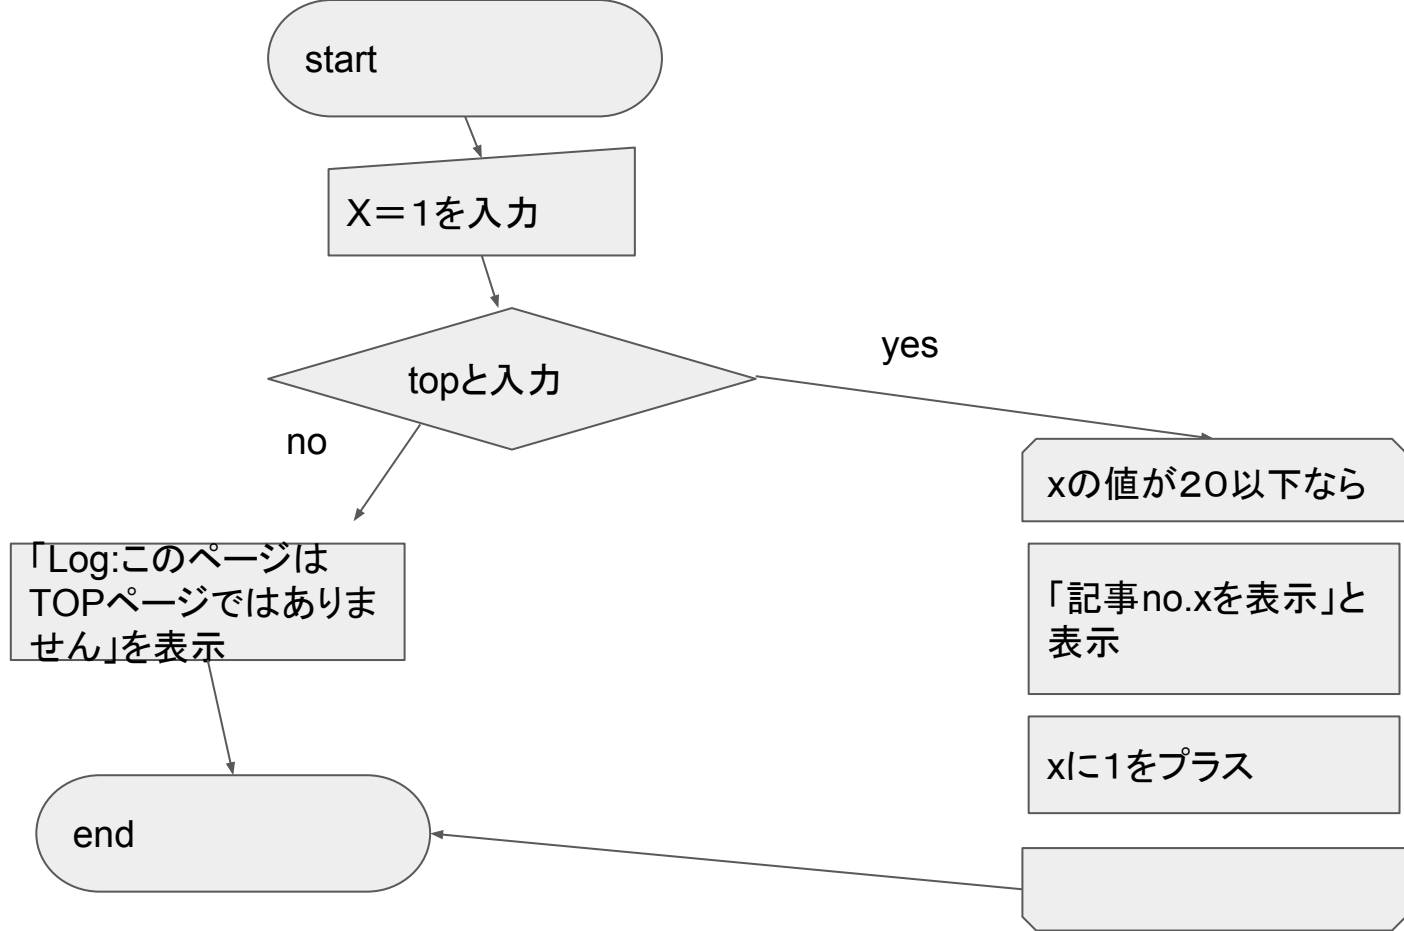 start
X＝１を入力
topと入力
yes
no
xの値が２０以下なら
「Log:このページは
TOPページではありま
せん」を表示
「記事no.xを表示」と
表示
xに１をプラス
end